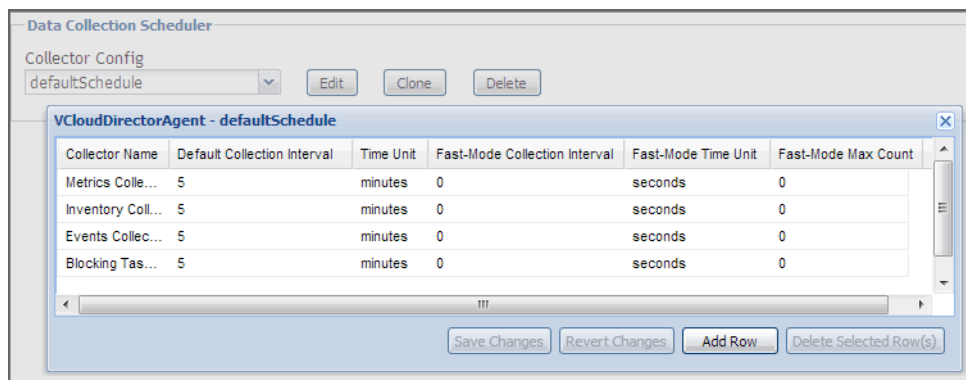 Data Collection Scheduler
Collector Config
defaultSchedule Edit Clone Delete
VCloudDirectorAgent - defaultSchedule
Collector Name Default Collection Interval Time Unit Fast-Mode Collection Interval Fast-Mode Time Unit Fast-Mode Max Count
Metrics Colle... 5 minutes 0 seconds 0
Inventory Coll... 5 minutes 0 seconds 0
Events Collec... 5 minutes 0 seconds 0
Blocking Tas... 5 minutes 0 seconds 0
Save Changes Revert Changes Add Row Delete Selected Row(s)